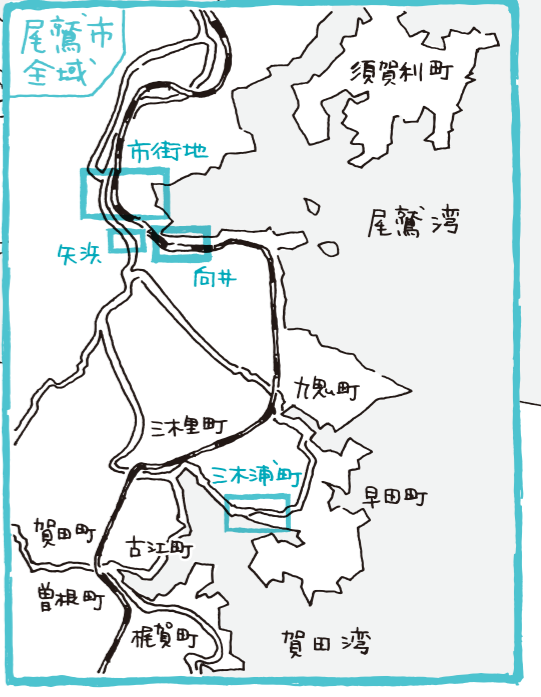 尾鷲市
全域
須賀利町
市街地
尾鷲湾
矢浜
向井
九鬼町
三木里町
三木浦町
早田町
賀田町
古江町
曽根町
梶賀町
賀田湾